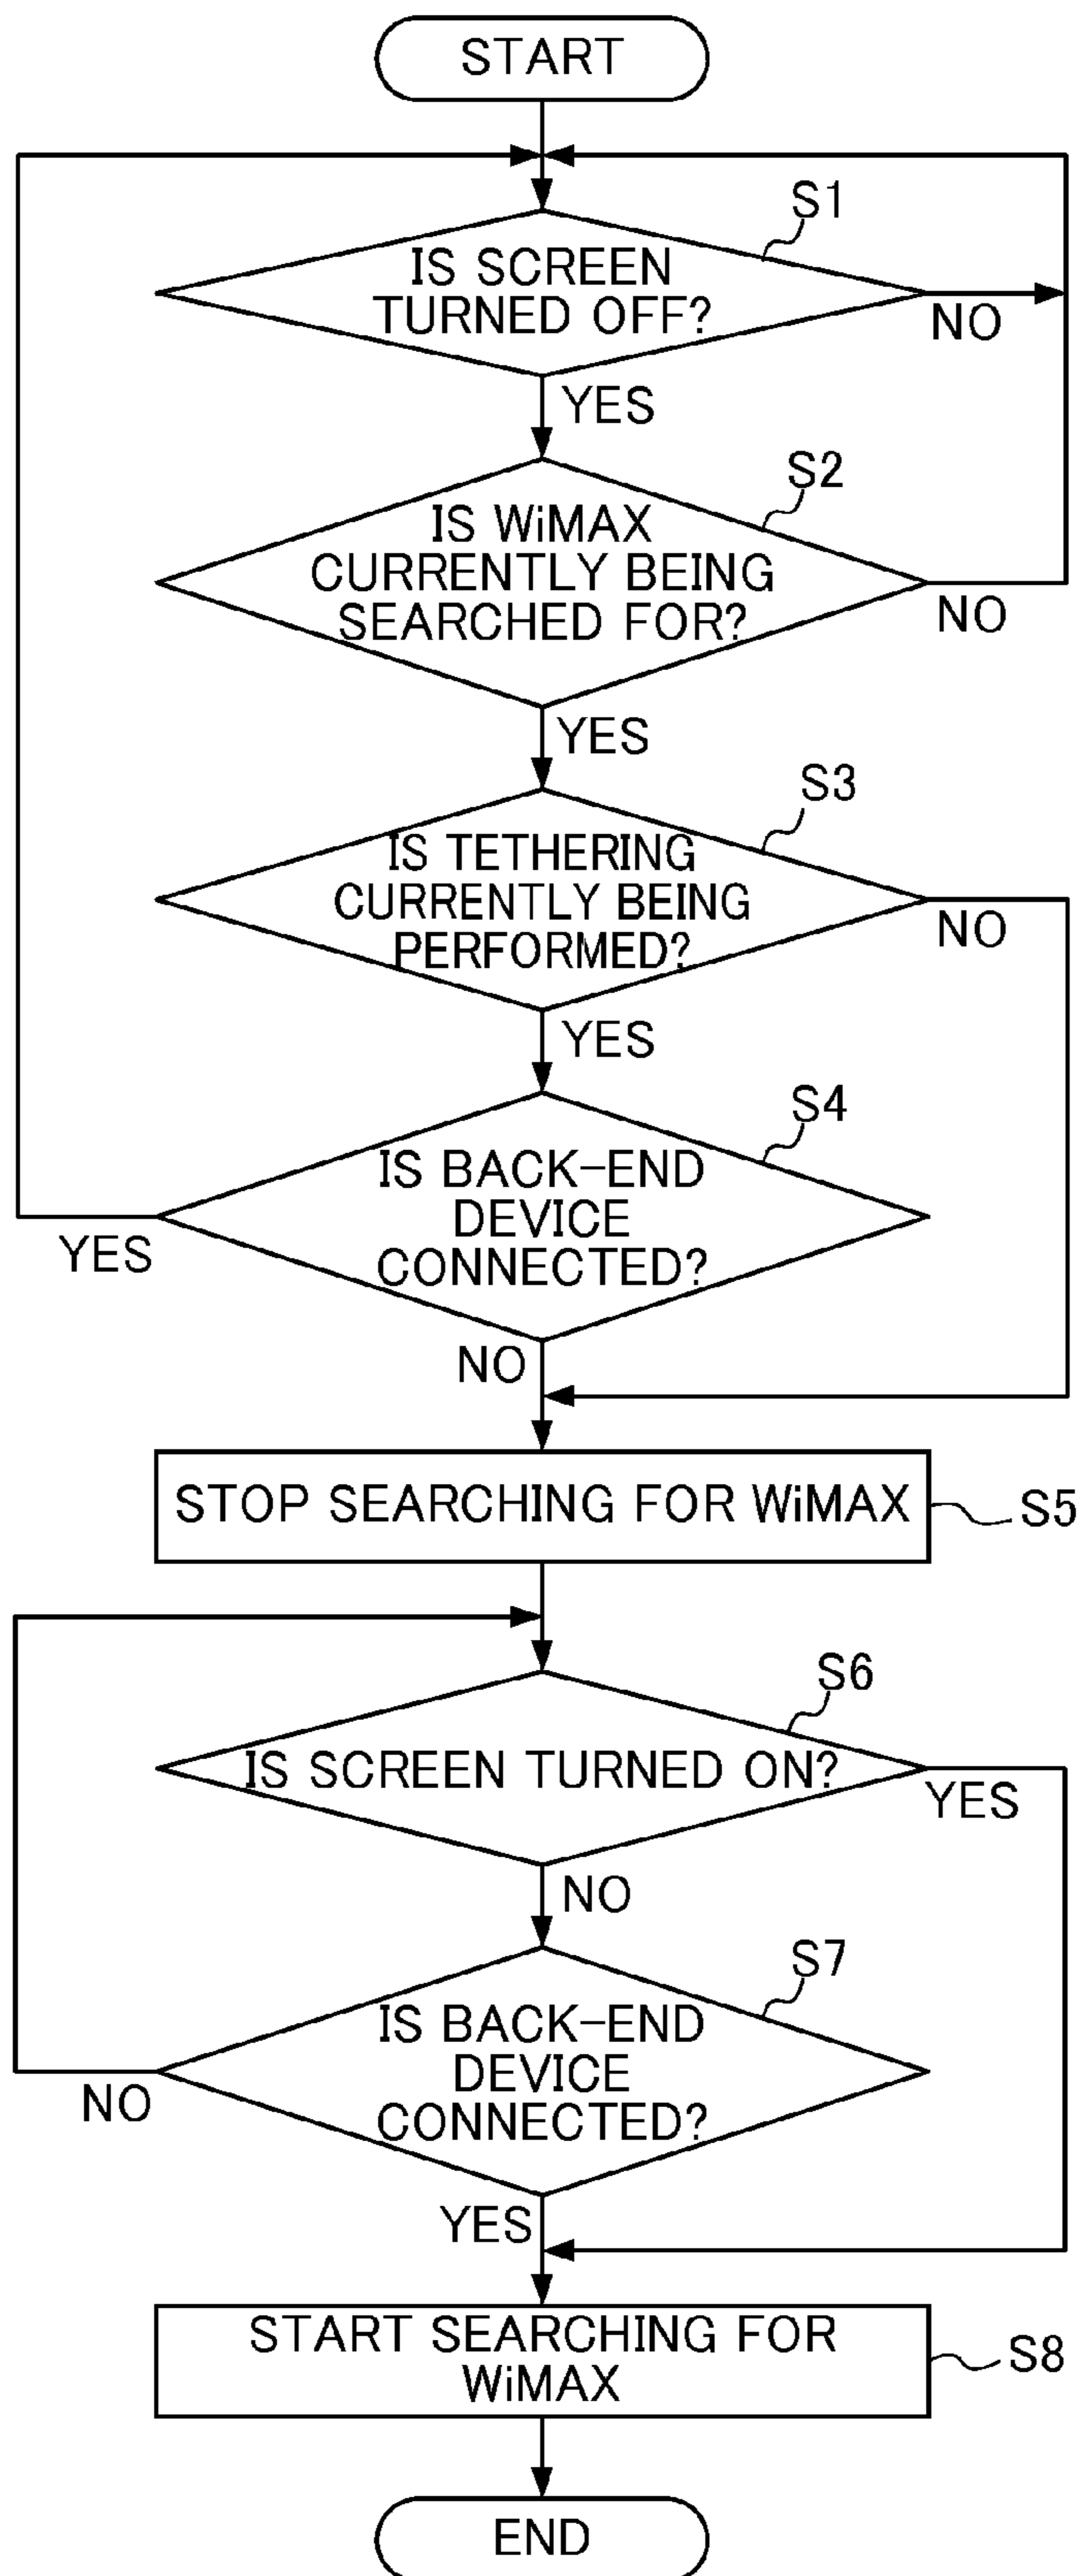 START
S1
IS SCREEN
TURNED OFF?
NO
YES
S2
IS WiMAX
CURRENTLY BEING
SEARCHED FOR?
NO
YES
S3
IS TETHERING
CURRENTLY BEING
PERFORMED?
NO
YES
S4
IS BACK-END
DEVICE
CONNECTED?
YES
NO
STOP SEARCHING FOR WiMAX
S5
S6
IS SCREEN TURNED ON?
YES
NO
S7
IS BACK-END
DEVICE
CONNECTED?
NO
YES
START SEARCHING FOR
WiMAX
S8
END